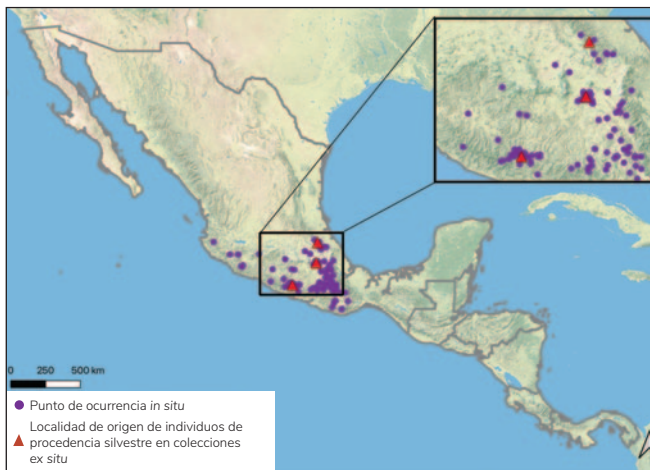 0 250 500 km
Punto de ocurrencia in situ
Localidad de origen de individuos de
procedencia silvestre en colecciones
ex situ